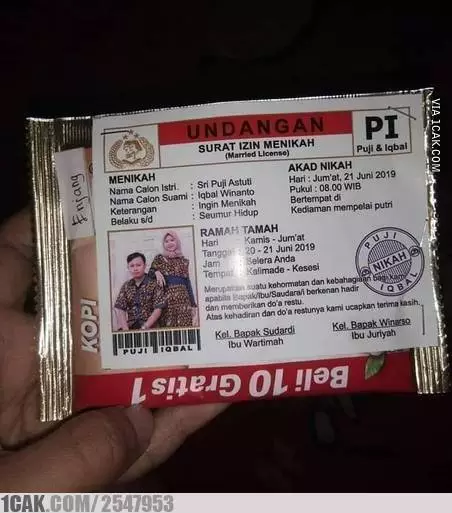 UNDANGAN
SURAT IZIN MENIKAH
(Married License)
PI
Puji & Iqbal
MENIKAH
Nama Calon Istri : Sri Puji Astuti
Nama Calon Suami : Iqbal Winanto
Keterangan : Ingin Menikah
Belaku s/d : Seumur Hidup
AKAD NIKAH
Hari : Jum'at, 21 Juni 2019
Pukul : 08.00 WIB
Bertempat di
Kediaman mempelai putri
RAMAH TAMAH
Hari : Kamis - Jum'at
Tanggal : 20 - 21 Juni 2019
Jam : Selera Anda
Tempat : Kalimade - Kesesi
Merupakan suatu kehormatan dan kebahagiaan bagi kami
apabila Bapak/Ibu/Saudara/i berkenan hadir
dan memberikan do'a restu.
Atas kehadiran dan do'a restunya kami ucapkan terima kasih.
Kel. Bapak Sudardi
Ibu Wartimah
Kel. Bapak Winarso
Ibu Juriyah
PUJI
NIKAH
IQBAL
PUJI IQBAL
Enjang
KOPI
Beli 10 Gratis 1
VIA 1CAK.COM
1CAK.COM/2547953